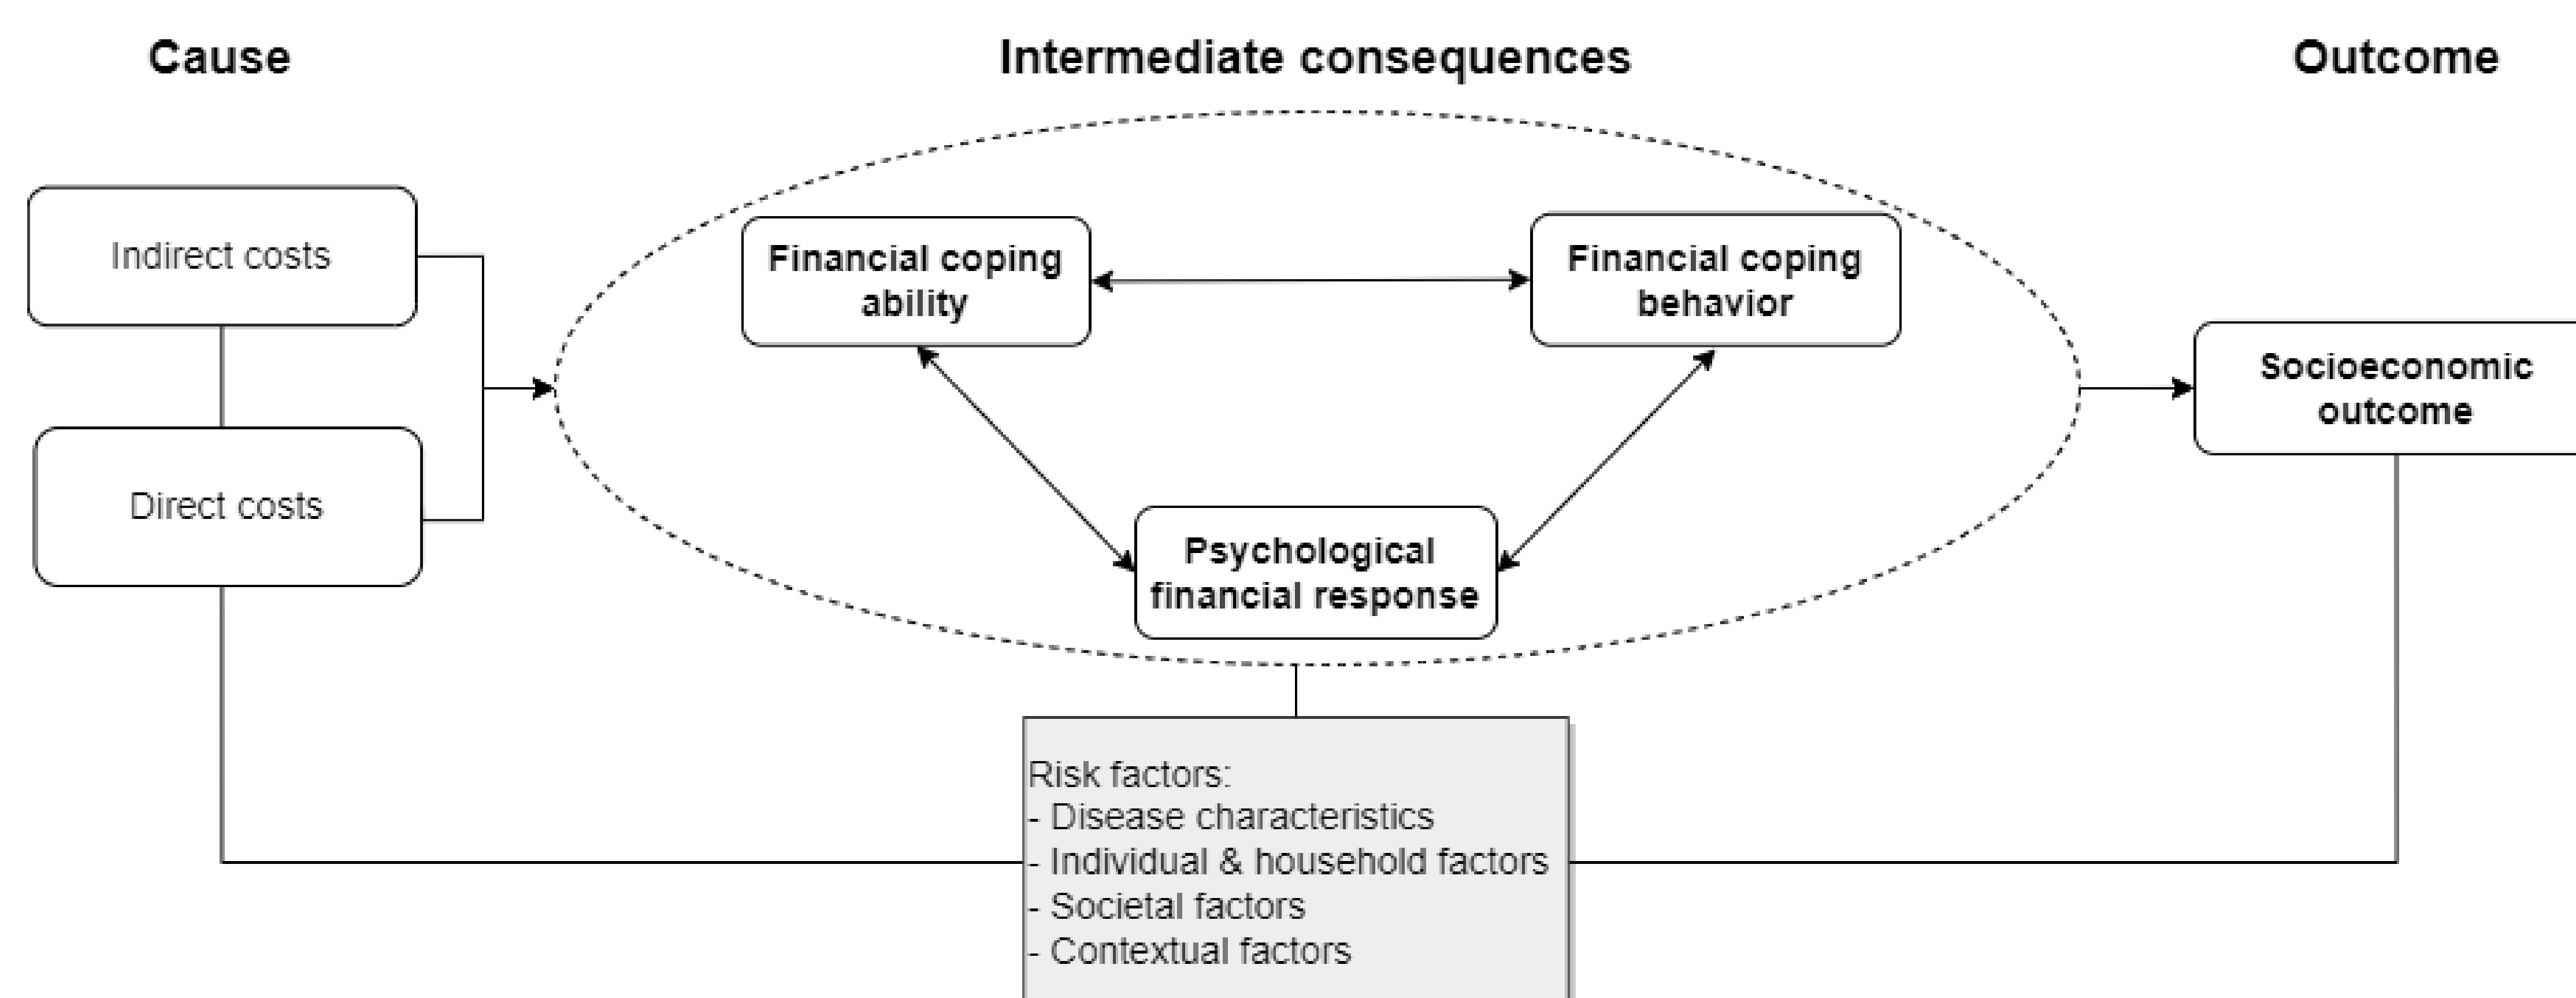 Cause
Intermediate consequences
Outcome
Indirect costs
Direct costs
Financial coping
ability
Financial coping
behavior
Psychological
financial response
Socioeconomic
outcome
Risk factors:
- Disease characteristics
- Individual & household factors
- Societal factors
- Contextual factors